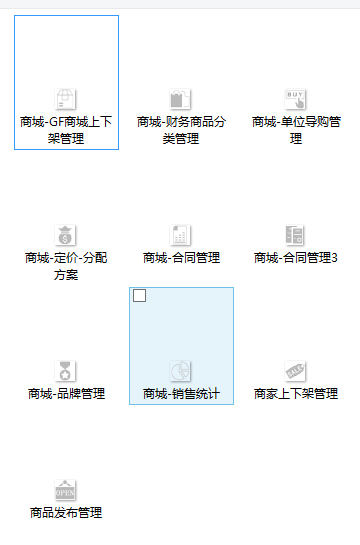 BUY
商城-GF商城上下
架管理
商城-财务商品分
类管理
商城-单位导购管
理
商城-定价-分配
方案
商城-合同管理
商城-合同管理3
SALE
商城-品牌管理
商城-销售统计
商家上下架管理
OPEN
商品发布管理